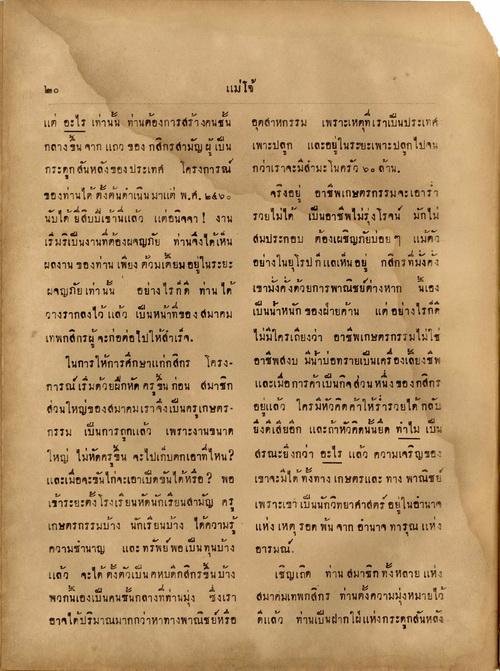 ๒๐
แม่โจ้
แต่ อะไร เท่านั้น ท่านต้องการสร้างคนชั้น
กลางขึ้นจาก แถว ของ กสิกรสามัญ ผู้ เป็น
กระดูกสันหลังของประเทศ โครงการณ์
ของท่านได้ตั้งต้นดำเนินมาแต่ พ.ศ. ๒๔๖๐
นับได้ ยี่สิบปีเข้านี่แล้ว แต่อนิจจา! งาน
เริ่มริเป็นงานที่ต้องผจญภัย ท่านจึงได้เห็น
ผลงาน ของ ท่าน เพียง ตัวมเตี้ยมอยู่ในระยะ
ผจญภัยเท่านั้น อย่างไรก็ดี ท่านได้
วางรากลงไว้ แล้ว เป็นหน้าที่ของ สมาคม
เทพกสิกรผู้จะก่อต่อไปให้สำเร็จ.
ในการให้การศึกษาแก่กสิกร โครง-
การณ์ เริ่มด้วยฝึกหัด ครูขึ้นก่อน สมาชิก
ส่วนใหญ่ของสมาคมเราจึงเป็นครูเกษตร-
กรรม เป็นการถูกแล้ว เพราะงานขนาด
ใหญ่ ไม่หัดครูขึ้น จะไปเก็บตกเอาที่ไหน?
และเมื่อจะขันไก่จะเอาเป็ดขันได้หรือ? พอ
เข้าระยะตั้งโรงเรียนหัดนักเรียนสามัญ ครู
เกษตรกรรมบ้าง นักเรียนบ้าง ได้ความรู้
ความชำนาญ และ ทรัพย์ พอเป็นทุนบ้าง
แล้ว จะได้ ตั้งตัวเป็นคหบดีกสิกรขึ้นบ้าง
พวกนี้เองเป็นคนชั้นกลางที่ท่านมุ่ง ซึ่งเรา
อาจได้ปริมาณมากกว่าหาทางพาณิชย์หรือ
อุตสาหกรรม เพราะเหตุที่เราเป็นประเทศ
เพาะปลูก และอยู่ในระยะเพาะปลูกไปจน
กว่าเราจะมีสำมะโนครัว ๖๐ ล้าน.
จริงอยู่ อาชีพเกษตรกรรมจะเอาร่ำ
รวยไม่ได้ เป็นอาชีพไม่รุ่งโรจน์ มักไม่
สมประกอบ ต้องเผชิญภัยบ่อย ๆ แม้ตัว
อย่างในยุโรปก็แลเห็นอยู่ กสิกรที่มั่งคั่ง
เขามั่งคั่งด้วยการพาณิชย์ต่างหาก นี่เอง
เป็นน้ำหนักของฝ่ายค้าน แต่ อย่างไรก็ดี
ไม่มีใครเถียงว่า อาชีพเกษตรกรรมไม่ใช่
อาชีพสงบ มีน้ำบ่อทรายเป็นเครื่องเลี้ยงชีพ
และเมื่อการค้าเป็นกิจส่วนหนึ่งของกสิกร
อยู่แล้ว ใครมีหัวคิดค้าให้ร่ำรวยได้ กลับ
ยิ่งดีเสียอีก และถ้าหัวคิดนั้นยึด ทำไม เป็น
สรณะยิ่งกว่า อะไร แล้ว ความเจริญของ
เขาจะมีได้ ทั้งทาง เกษตร และ ทาง พาณิชย์
เพราะเขา เป็นนักวิทยาศาสตร์ อยู่ในอำนาจ
แห่ง เหตุ รอด พ้น จาก อำนาจ ทารุณ แห่ง
อารมณ์.
เชิญเถิด ท่าน สมาชิก ทั้งหลาย แห่ง
สมาคมเทพกสิกร ท่านตั้งความมุ่งหมายไว้
ดีแล้ว ท่านเป็นฝากใฝ่แห่งกระดูกสันหลัง